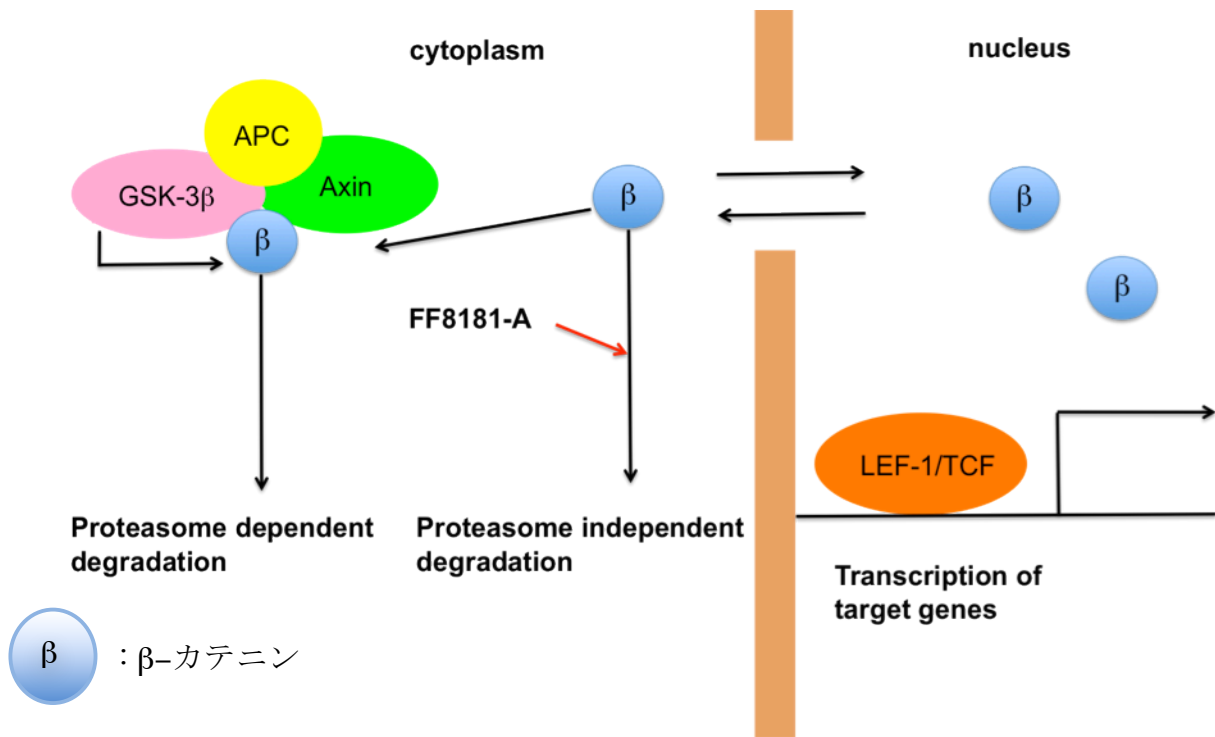 cytoplasm
nucleus
APC
GSK-3β
Axin
β
β
β
β
FF8181-A
LEF-1/TCF
Proteasome dependent
degradation
Proteasome independent
degradation
Transcription of
target genes
β
：β−カテニン